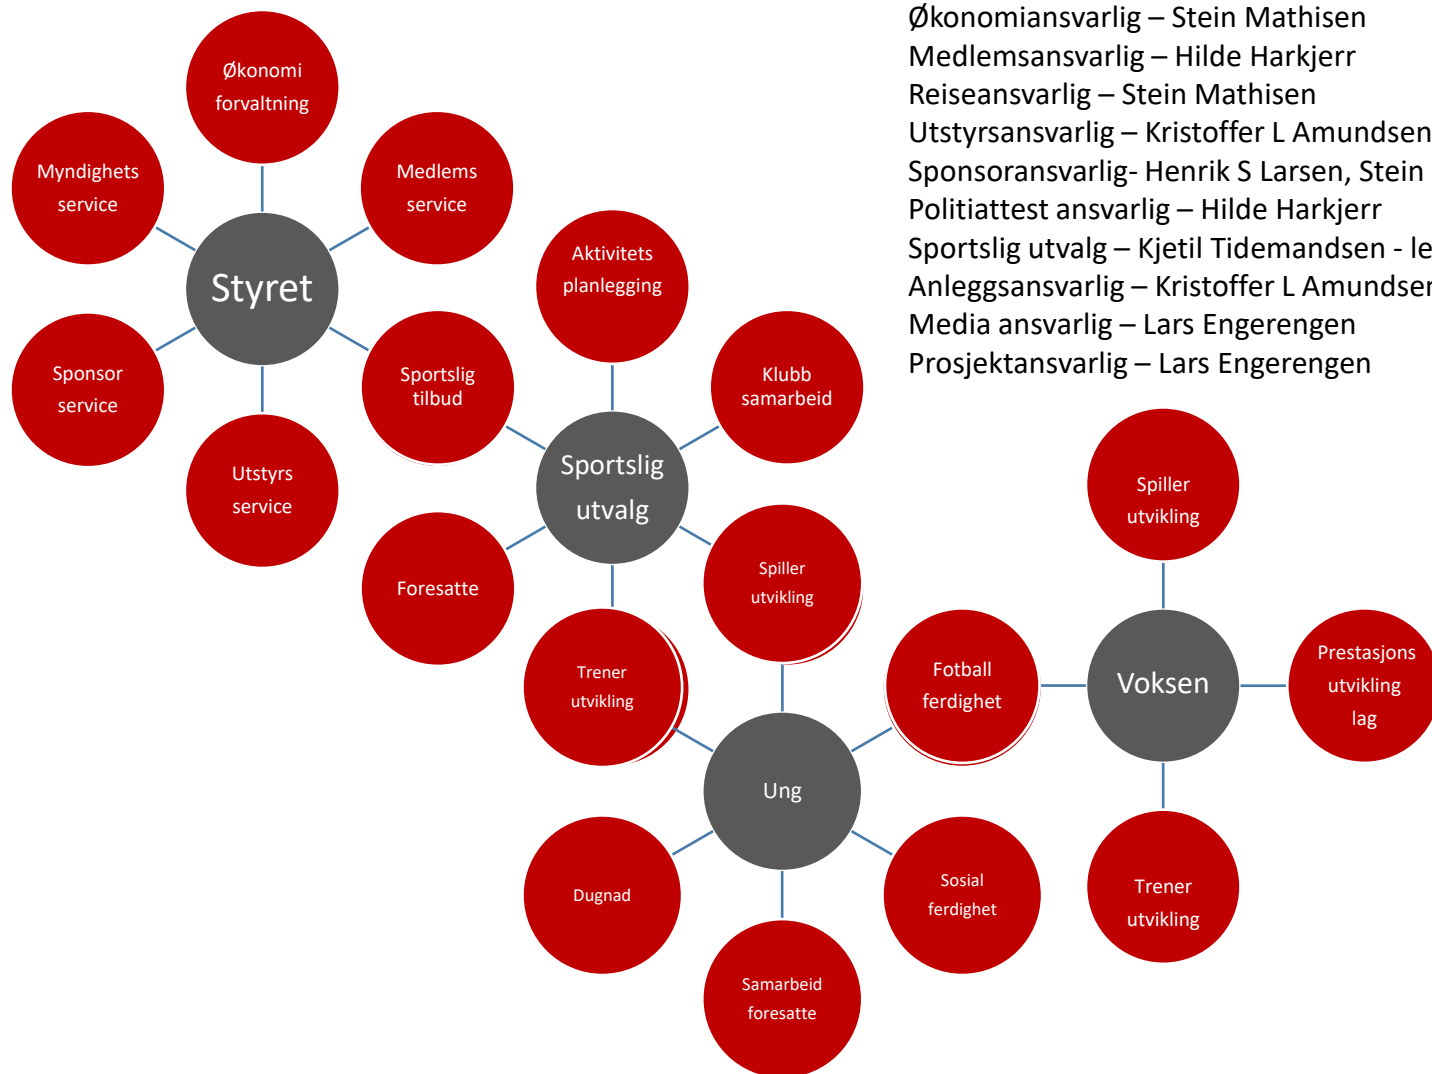 Økonomiansvarlig – Stein Mathisen
Medlemsansvarlig – Hilde Harkjerr
Reiseansvarlig – Stein Mathisen
Utstyrsansvarlig – Kristoffer L Amundsen
Sponsoransvarlig- Henrik S Larsen, Stein
Politiattest ansvarlig – Hilde Harkjerr
Sportslig utvalg – Kjetil Tidemandsen - le
Anleggsansvarlig – Kristoffer L Amundsen
Media ansvarlig – Lars Engerengen
Prosjektansvarlig – Lars Engerengen
Økonomi
forvaltning
Myndighets
service
Medlems
service
Styret
Sponsor
service
Utstyrs
service
Sportslig
tilbud
Aktivitets
planlegging
Klubb
samarbeid
Sportslig
utvalg
Foresatte
Spiller
utvikling
Trener
utvikling
Ung
Fotball
ferdighet
Dugnad
Samarbeid
foresatte
Sosial
ferdighet
Spiller
utvikling
Voksen
Prestasjons
utvikling
lag
Trener
utvikling